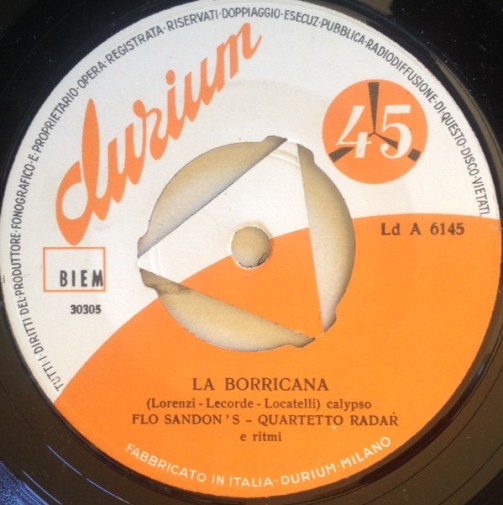 TUTTI I DIRITTI DEL PRODUTTORE-FONOGRAFICO E PROPRIETARIO-OPERA REGISTRATA-RISERVATI-DOPPIAGGIO-ESECUZ-PUBBLICA-RADIODIFFUSIONE DI QUESTO DISCO-VIETATI
durium
45
Ld A 6145
BIEM
30305
LA BORRICANA
(Lorenzi - Lecorde - Locatelli) calypso
FLO SANDON'S - QUARTETTO RADAR
e ritmi
FABBRICATO IN ITALIA-DURIUM-MILANO